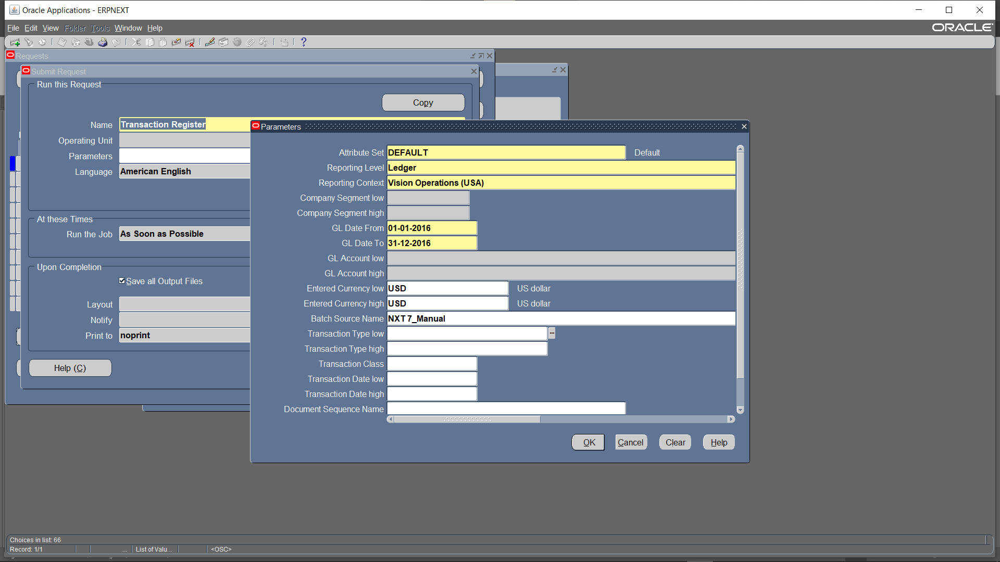 Oracle Applications - ERPNEXT
File Edit View Folder Tools Window Help
ORACLE
Requests
Submit Request
Run this Request
Copy
Name Transaction Register
Operating Unit
Parameters
Language American English
At these Times
Run the Job As Soon as Possible
Upon Completion
Save all Output Files
Layout
Notify
Print to noprint
Help (C)
Parameters
Attribute Set DEFAULT Default
Reporting Level Ledger
Reporting Context Vision Operations (USA)
Company Segment low
Company Segment high
GL Date From 01-01-2016
GL Date To 31-12-2016
GL Account low
GL Account high
Entered Currency low USD US dollar
Entered Currency high USD US dollar
Batch Source Name NXT 7_Manual
Transaction Type low ...
Transaction Type high
Transaction Class
Transaction Date low
Transaction Date high
Document Sequence Name
OK Cancel Clear Help
Choices in list: 66
Record: 1/1 ... List of Valu... <OSC>